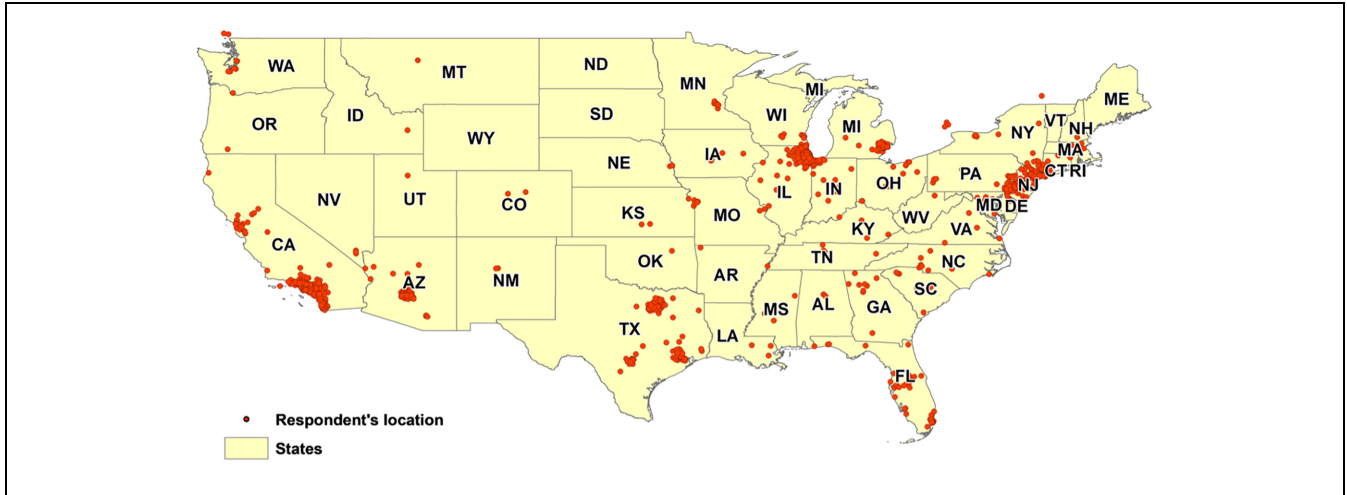 WA
MT
ND
MN
MI
ME
OR
ID
SD
WI
MI
NY
VT
NH
WY
IA
MA
NE
PA
CT RI
NV
UT
CO
IL
IN
OH
NJ
KS
MO
WV
MD DE
CA
KY
VA
AZ
NM
OK
AR
TN
NC
MS
AL
GA
SC
TX
LA
FL
Respondent's location
States